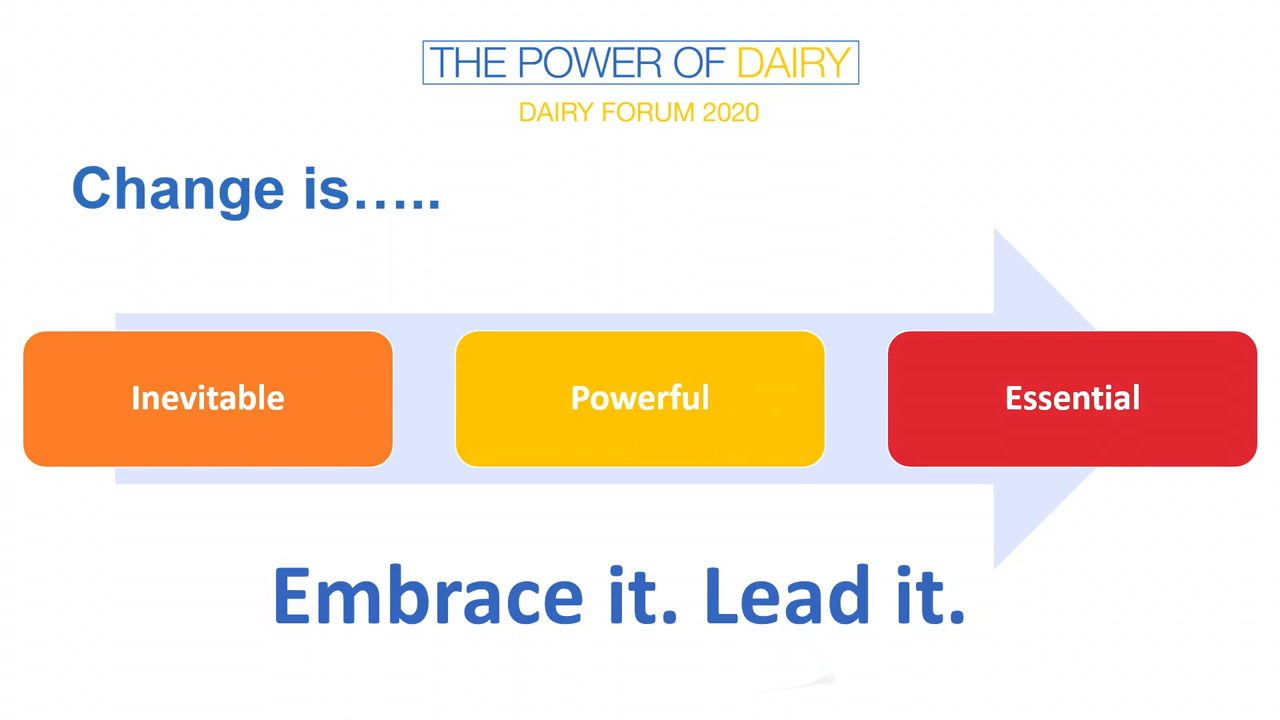 THE POWER OF DAIRY
DAIRY FORUM 2020
Change is…..
Inevitable
Powerful
Essential
Embrace it. Lead it.